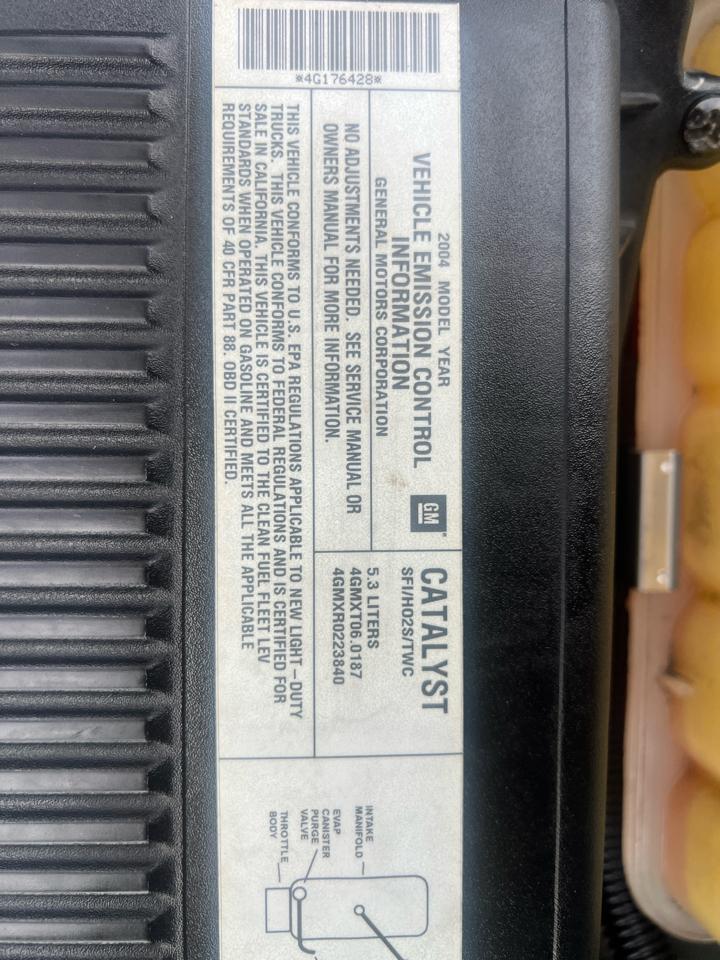 *4G176428*
2004 MODEL YEAR
VEHICLE EMISSION CONTROL
INFORMATION
GENERAL MOTORS CORPORATION
GM
NO ADJUSTMENTS NEEDED. SEE SERVICE MANUAL OR
OWNERS MANUAL FOR MORE INFORMATION.
CATALYST
SFI/HO2S/TWC
5.3 LITERS
4GMXT06.0187
4GMXR0223840
THIS VEHICLE CONFORMS TO U.S. EPA REGULATIONS APPLICABLE TO NEW LIGHT-DUTY
TRUCKS. THIS VEHICLE CONFORMS TO FEDERAL REGULATIONS AND IS CERTIFIED FOR
SALE IN CALIFORNIA. THIS VEHICLE IS CERTIFIED TO THE CLEAN FUEL FLEET LEV
STANDARDS WHEN OPERATED ON GASOLINE AND MEETS ALL THE APPLICABLE
REQUIREMENTS OF 40 CFR PART 88. OBD II CERTIFIED.
INTAKE
MANIFOLD
EVAP
CANISTER
PURGE
VALVE
THROTTLE
BODY